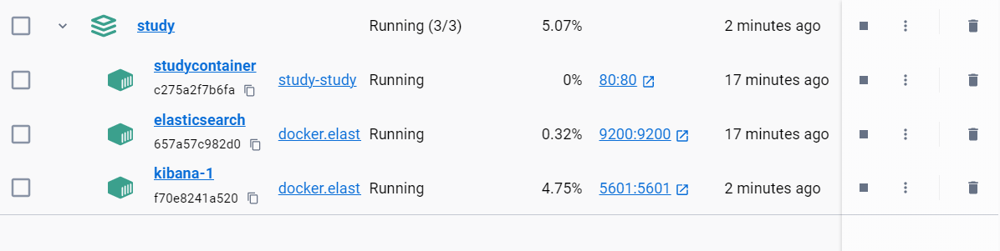 study Running (3/3) 5.07% 2 minutes ago
studycontainer
c275a2f7b6fa study-study Running 0% 80:80 17 minutes ago
elasticsearch
657a57c982d0 docker.elast Running 0.32% 9200:9200 17 minutes ago
kibana-1
f70e8241a520 docker.elast Running 4.75% 5601:5601 2 minutes ago